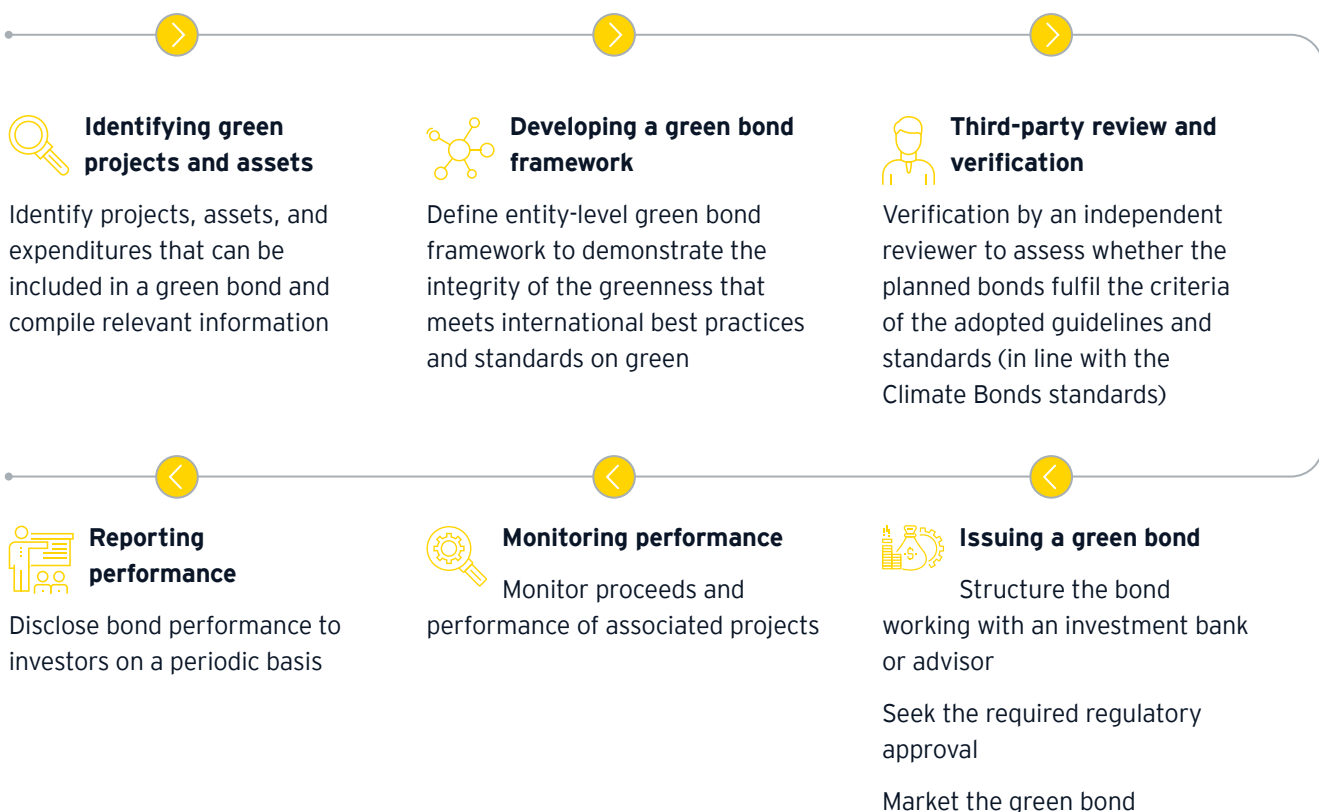 Identifying green
projects and assets
Identify projects, assets, and
expenditures that can be
included in a green bond and
compile relevant information
Developing a green bond
framework
Define entity-level green bond
framework to demonstrate the
integrity of the greenness that
meets international best practices
and standards on green
Third-party review and
verification
Verification by an independent
reviewer to assess whether the
planned bonds fulfil the criteria
of the adopted guidelines and
standards (in line with the
Climate Bonds standards)
Reporting
performance
Disclose bond performance to
investors on a periodic basis
Monitoring performance
Monitor proceeds and
performance of associated projects
Issuing a green bond
Structure the bond
working with an investment bank
or advisor
Seek the required regulatory
approval
Market the green bond